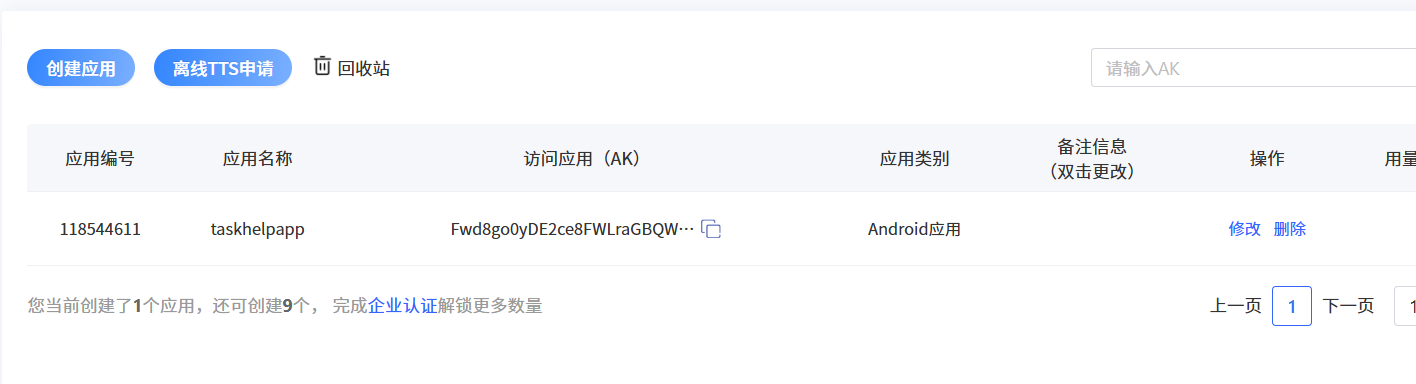 创建应用 离线TTS申请 回收站 请输入AK
应用编号 应用名称 访问应用（AK） 应用类别 备注信息（双击更改） 操作 用量
118544611 taskhelpapp Fwd8go0yDE2ce8FWLraGBQW··· Android应用 修改 删除
您当前创建了1个应用，还可创建9个， 完成企业认证解锁更多数量 上一页 1 下一页 1